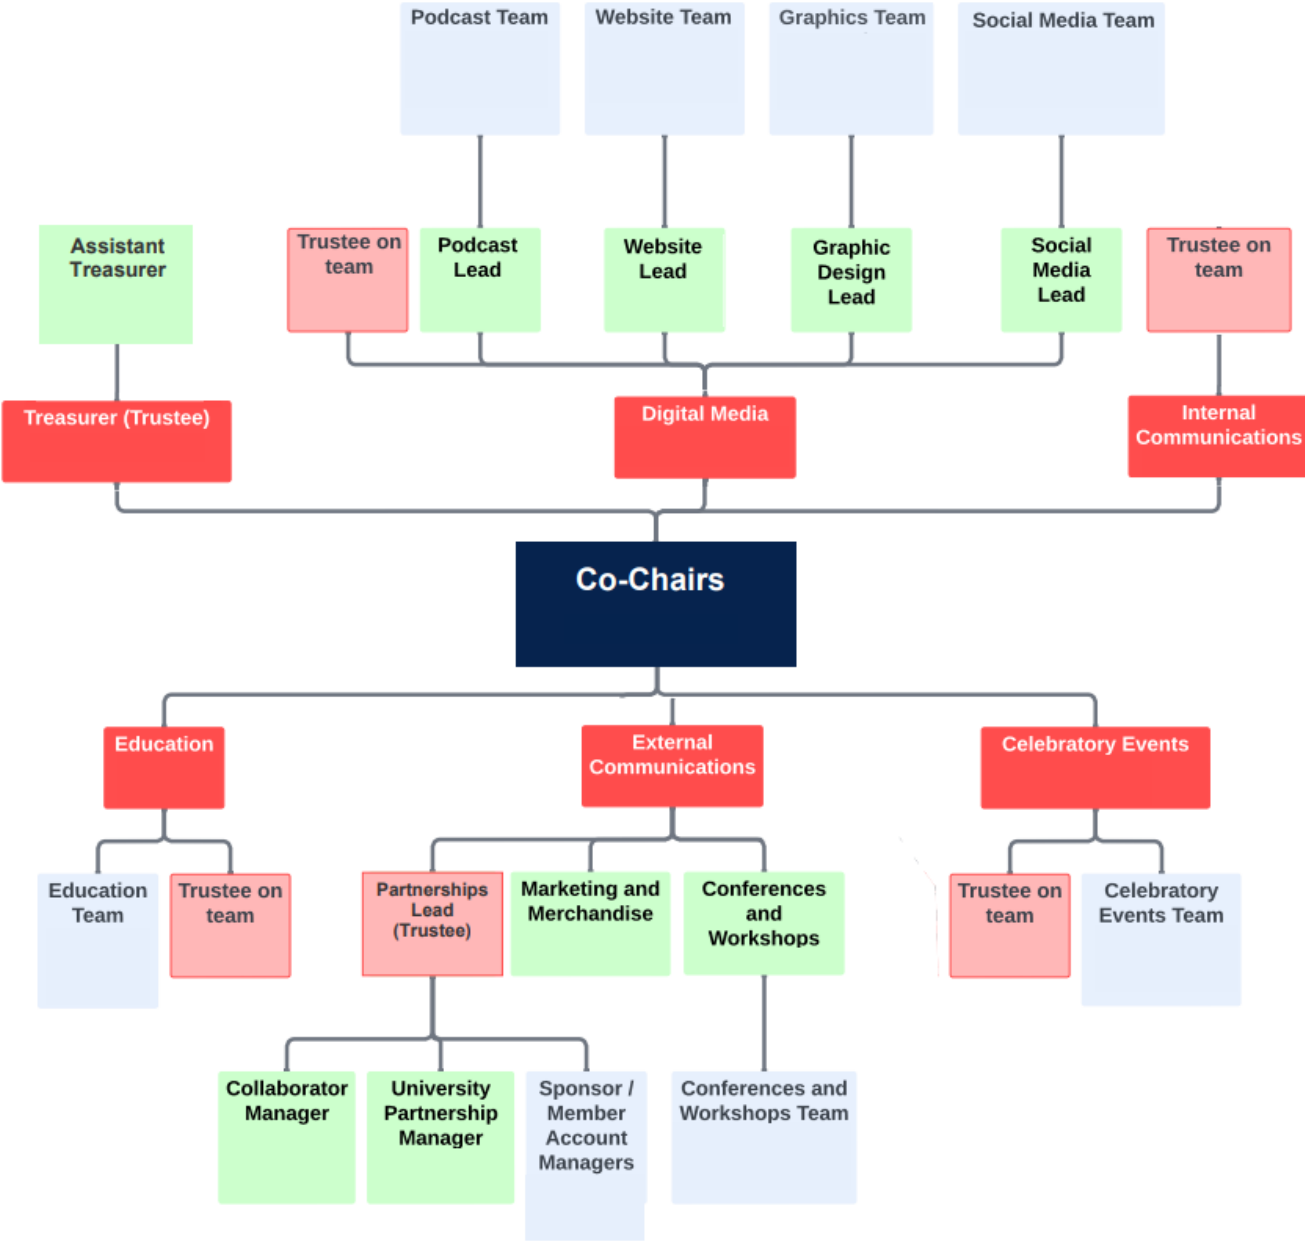 Podcast Team
Website Team
Graphics Team
Social Media Team
Assistant
Treasurer
Trustee on
team
Podcast
Lead
Website
Lead
Graphic
Design
Lead
Social
Media
Lead
Trustee on
team
Treasurer (Trustee)
Digital Media
Internal
Communications
Co-Chairs
Education
External
Communications
Celebratory Events
Education
Team
Trustee on
team
Partnerships
Lead
(Trustee)
Marketing and
Merchandise
Conferences
and
Workshops
Trustee on
team
Celebratory
Events Team
Collaborator
Manager
University
Partnership
Manager
Sponsor /
Member
Account
Managers
Conferences and
Workshops Team